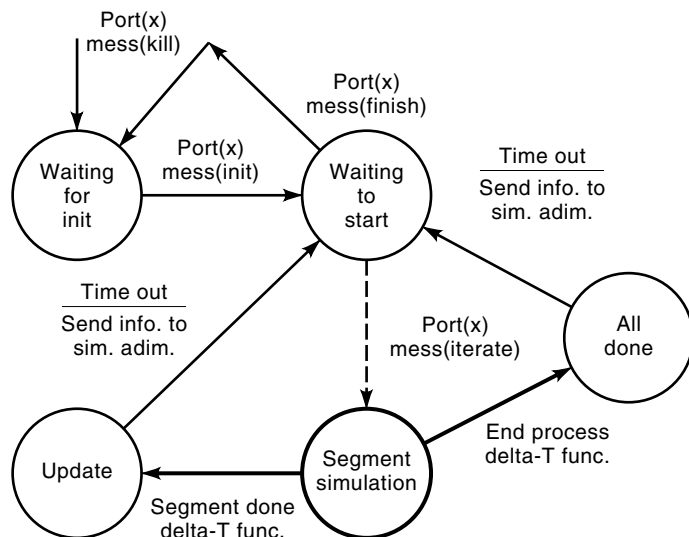 Port(x)
mess(kill)
Port(x)
mess(finish)
Waiting
for
init
Port(x)
mess(init)
Waiting
to
start
Time out
Send info. to
sim. adim.
Time out
Send info. to
sim. adim.
Port(x)
mess(iterate)
All
done
Update
Segment
simulation
End process
delta-T func.
Segment done
delta-T func.